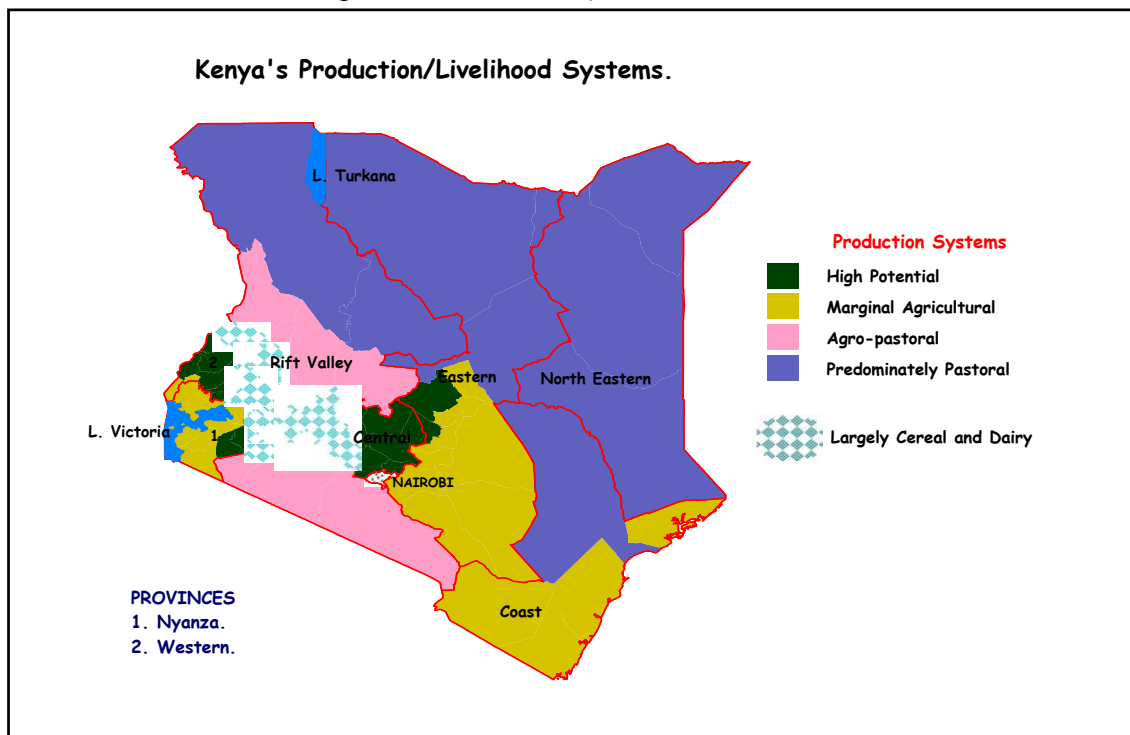 Kenya's Production/Livelihood Systems.
L. Turkana
Production Systems
High Potential
Marginal Agricultural
Agro-pastoral
Predominately Pastoral
2
Rift Valley
Eastern
North Eastern
L. Victoria
1
Central
Largely Cereal and Dairy
NAIROBI
Coast
PROVINCES
1. Nyanza.
2. Western.